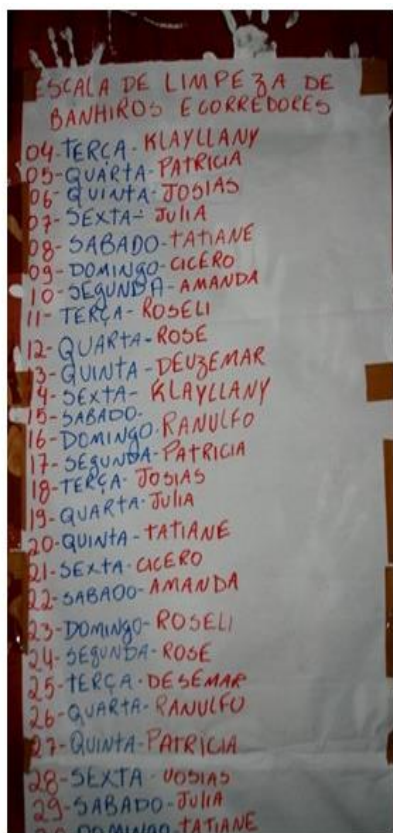 ESCALA DE LIMPEZA DE
BANHIROS E CORREDORES
04-TERÇA-KLAYLLANY
05-QUARTA-PATRICIA
06-QUINTA-JOSIAS
07-SEXTA-JULIA
08-SABADO-TATIANE
09-DOMINGO-CICERO
10-SEGUNDA-AMANDA
11-TERÇA-ROSELI
12-QUARTA-ROSE
13-QUINTA-DEUZEMAR
14-SEXTA-KLAYLLANY
15-SABADO-
16-DOMINGO-RANULFO
17-SEGUNDA-PATRICIA
18-TERÇA-JOSIAS
19-QUARTA-JULIA
20-QUINTA-TATIANE
21-SEXTA-CICERO
22-SABADO-AMANDA
23-DOMINGO-ROSELI
24-SEGUNDA-ROSE
25-TERÇA-DESEMAR
26-QUARTA-RANULFO
27-QUINTA-PATRICIA
28-SEXTA-JOSIAS
29-SABADO-JULIA
DOMINGO-TATIANE